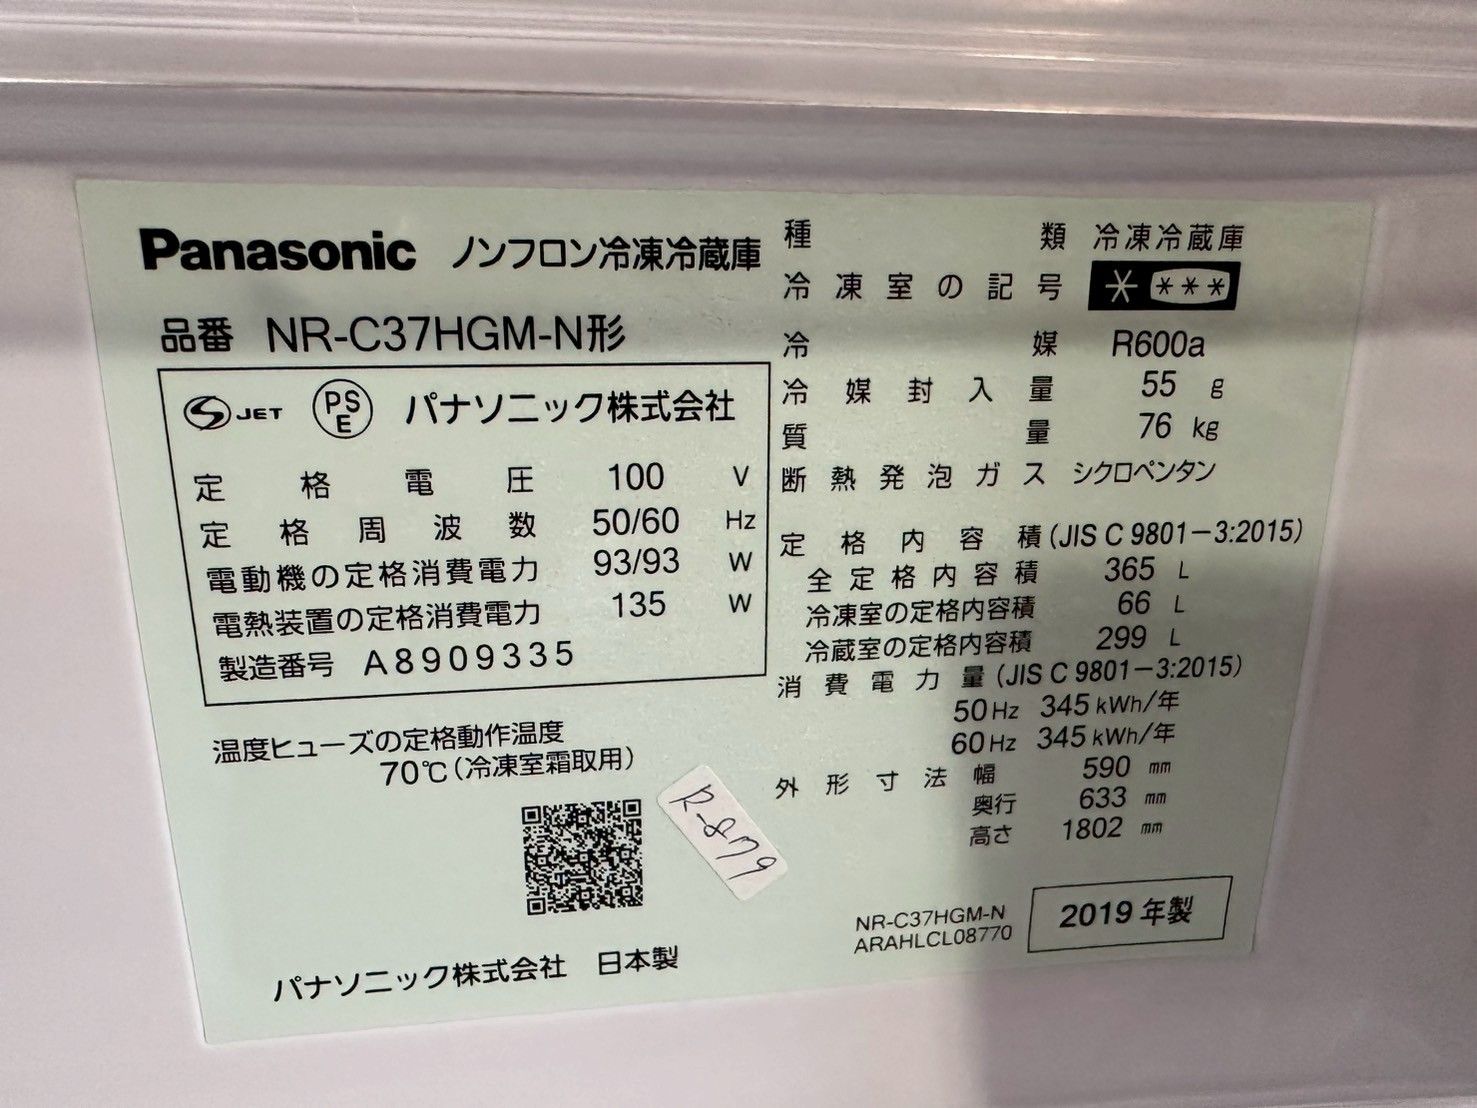 Panasonic ノンフロン冷凍冷蔵庫
品番 NR-C37HGM-N形
S JET PSE パナソニック株式会社
定格電圧 100 V
定格周波数 50/60 Hz
電動機の定格消費電力 93/93 W
電熱装置の定格消費電力 135 W
製造番号 A8909335
温度ヒューズの定格動作温度
70℃(冷凍室霜取用)
R-879
パナソニック株式会社 日本製
種類 冷凍冷蔵庫
冷凍室の記号 * ***
冷媒 R600a
冷媒封入量 55 g
質量 76 kg
断熱発泡ガス シクロペンタン
定格内容積(JIS C 9801-3:2015)
全定格内容積 365 L
冷凍室の定格内容積 66 L
冷蔵室の定格内容積 299 L
消費電力量(JIS C 9801-3:2015)
50Hz 345kWh/年
60Hz 345kWh/年
外形寸法 幅 590 mm
奥行 633 mm
高さ 1802 mm
NR-C37HGM-N
ARAHLCL08770
2019年製